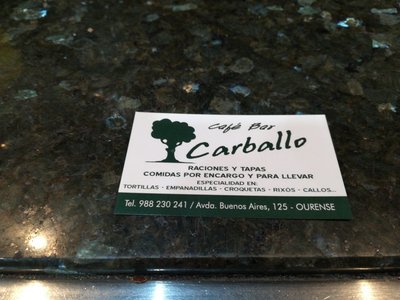 Café Bar
Carballo
RACIONES Y TAPAS
COMIDAS POR ENCARGO Y PARA LLEVAR
ESPECIALIDAD EN:
TORTILLAS · EMPANADILLAS · CROQUETAS · RIXÓS · CALLOS...
Tel. 988 230 241 / Avda. Buenos Aires, 125 - OURENSE